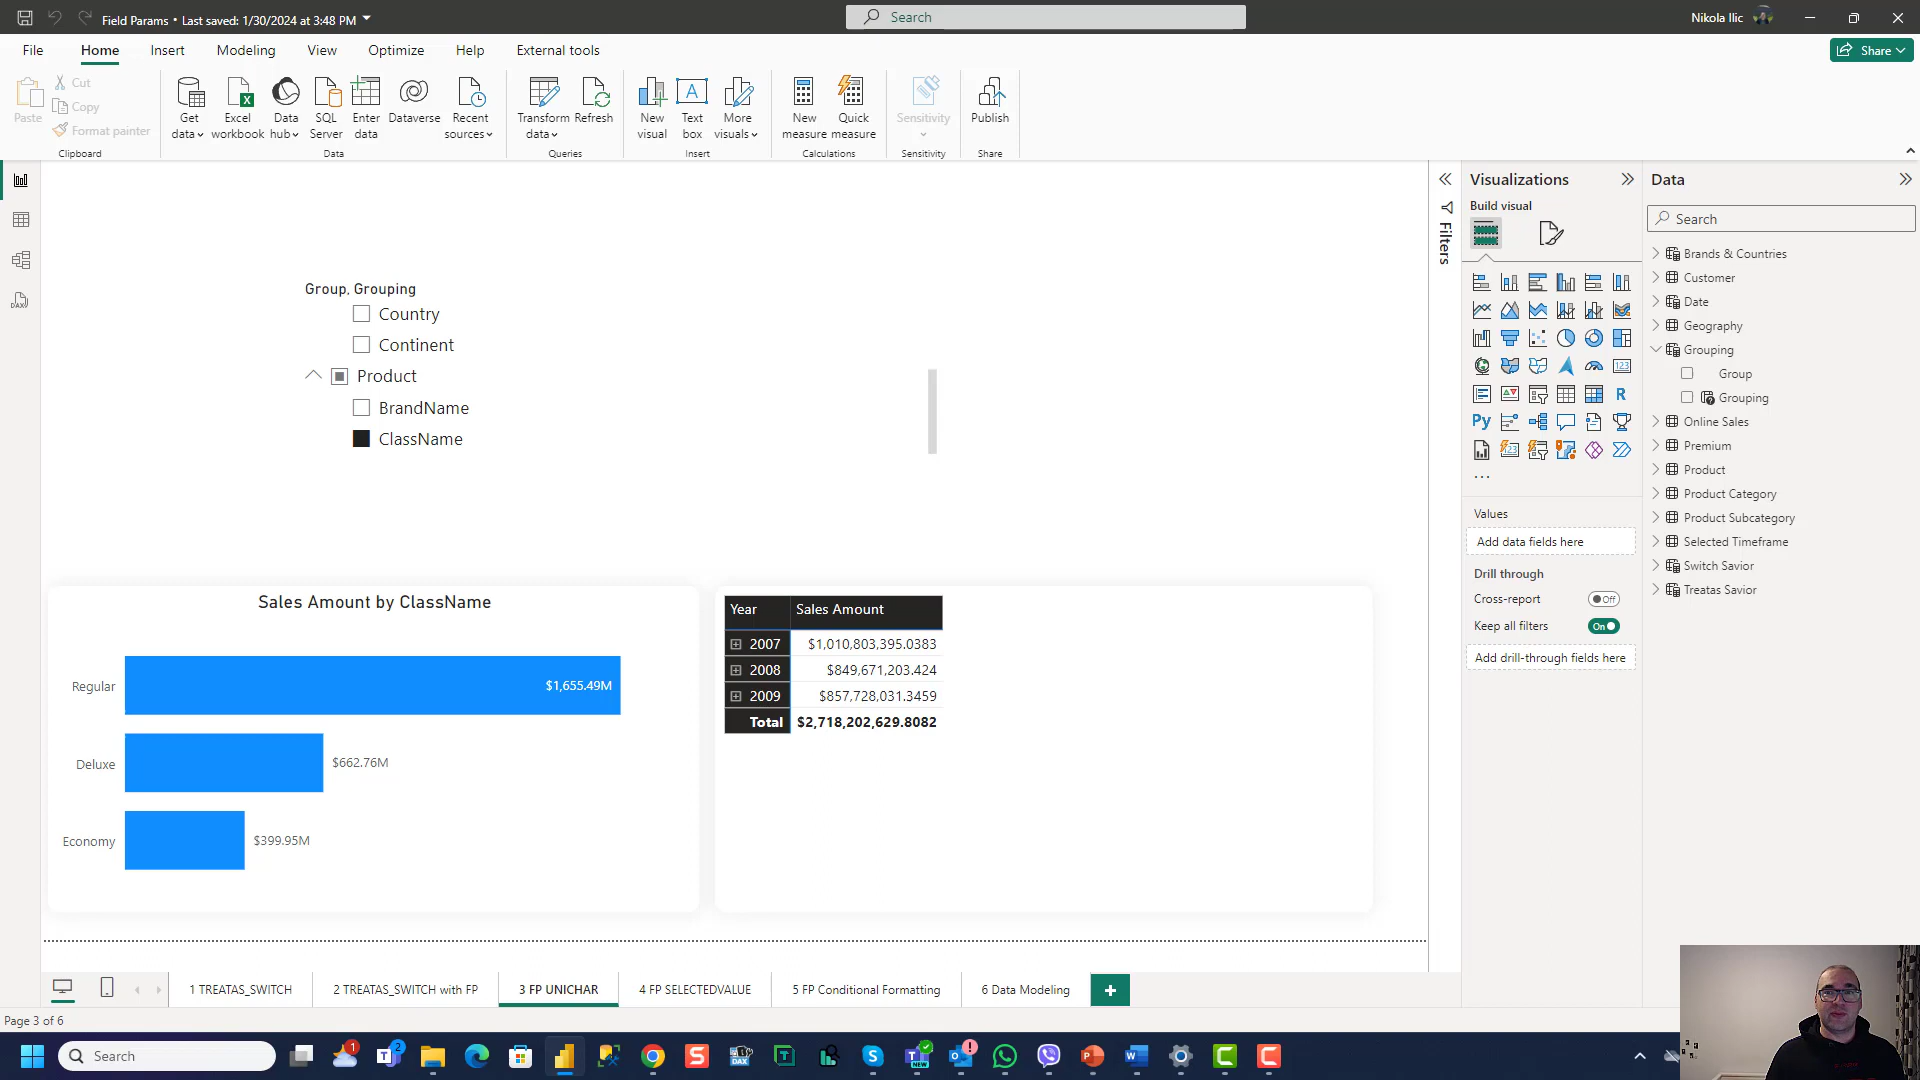 Field Params • Last saved: 1/30/2024 at 3:48 PM
Search
Nikola Ilic
File
Home
Insert
Modeling
View
Optimize
Help
External tools
Share
Paste
Cut
Copy
Format painter
Clipboard
Get data
Excel workbook
Data hub
SQL Server
Enter data
Dataverse
Recent sources
Data
Transform data
Refresh
Queries
New visual
Text box
More visuals
Insert
New measure
Quick measure
Calculations
Sensitivity
Sensitivity
Publish
Share
Group, Grouping
Country
Continent
Product
BrandName
ClassName
Sales Amount by ClassName
Regular
$1,655.49M
Deluxe
$662.76M
Economy
$399.95M
Year Sales Amount
2007 $1,010,803,395.0383
2008 $849,671,203.424
2009 $857,728,031.3459
Total $2,718,202,629.8082
Filters
Visualizations
Build visual
R
Py
123
Values
Add data fields here
Drill through
Cross-report
Off
Keep all filters
On
Add drill-through fields here
Data
Search
Brands & Countries
Customer
Date
Geography
Grouping
Group
Grouping
Online Sales
Premium
Product
Product Category
Product Subcategory
Selected Timeframe
Switch Savior
Treatas Savior
1 TREATAS_SWITCH
2 TREATAS_SWITCH with FP
3 FP UNICHAR
4 FP SELECTEDVALUE
5 FP Conditional Formatting
6 Data Modeling
Page 3 of 6
Search